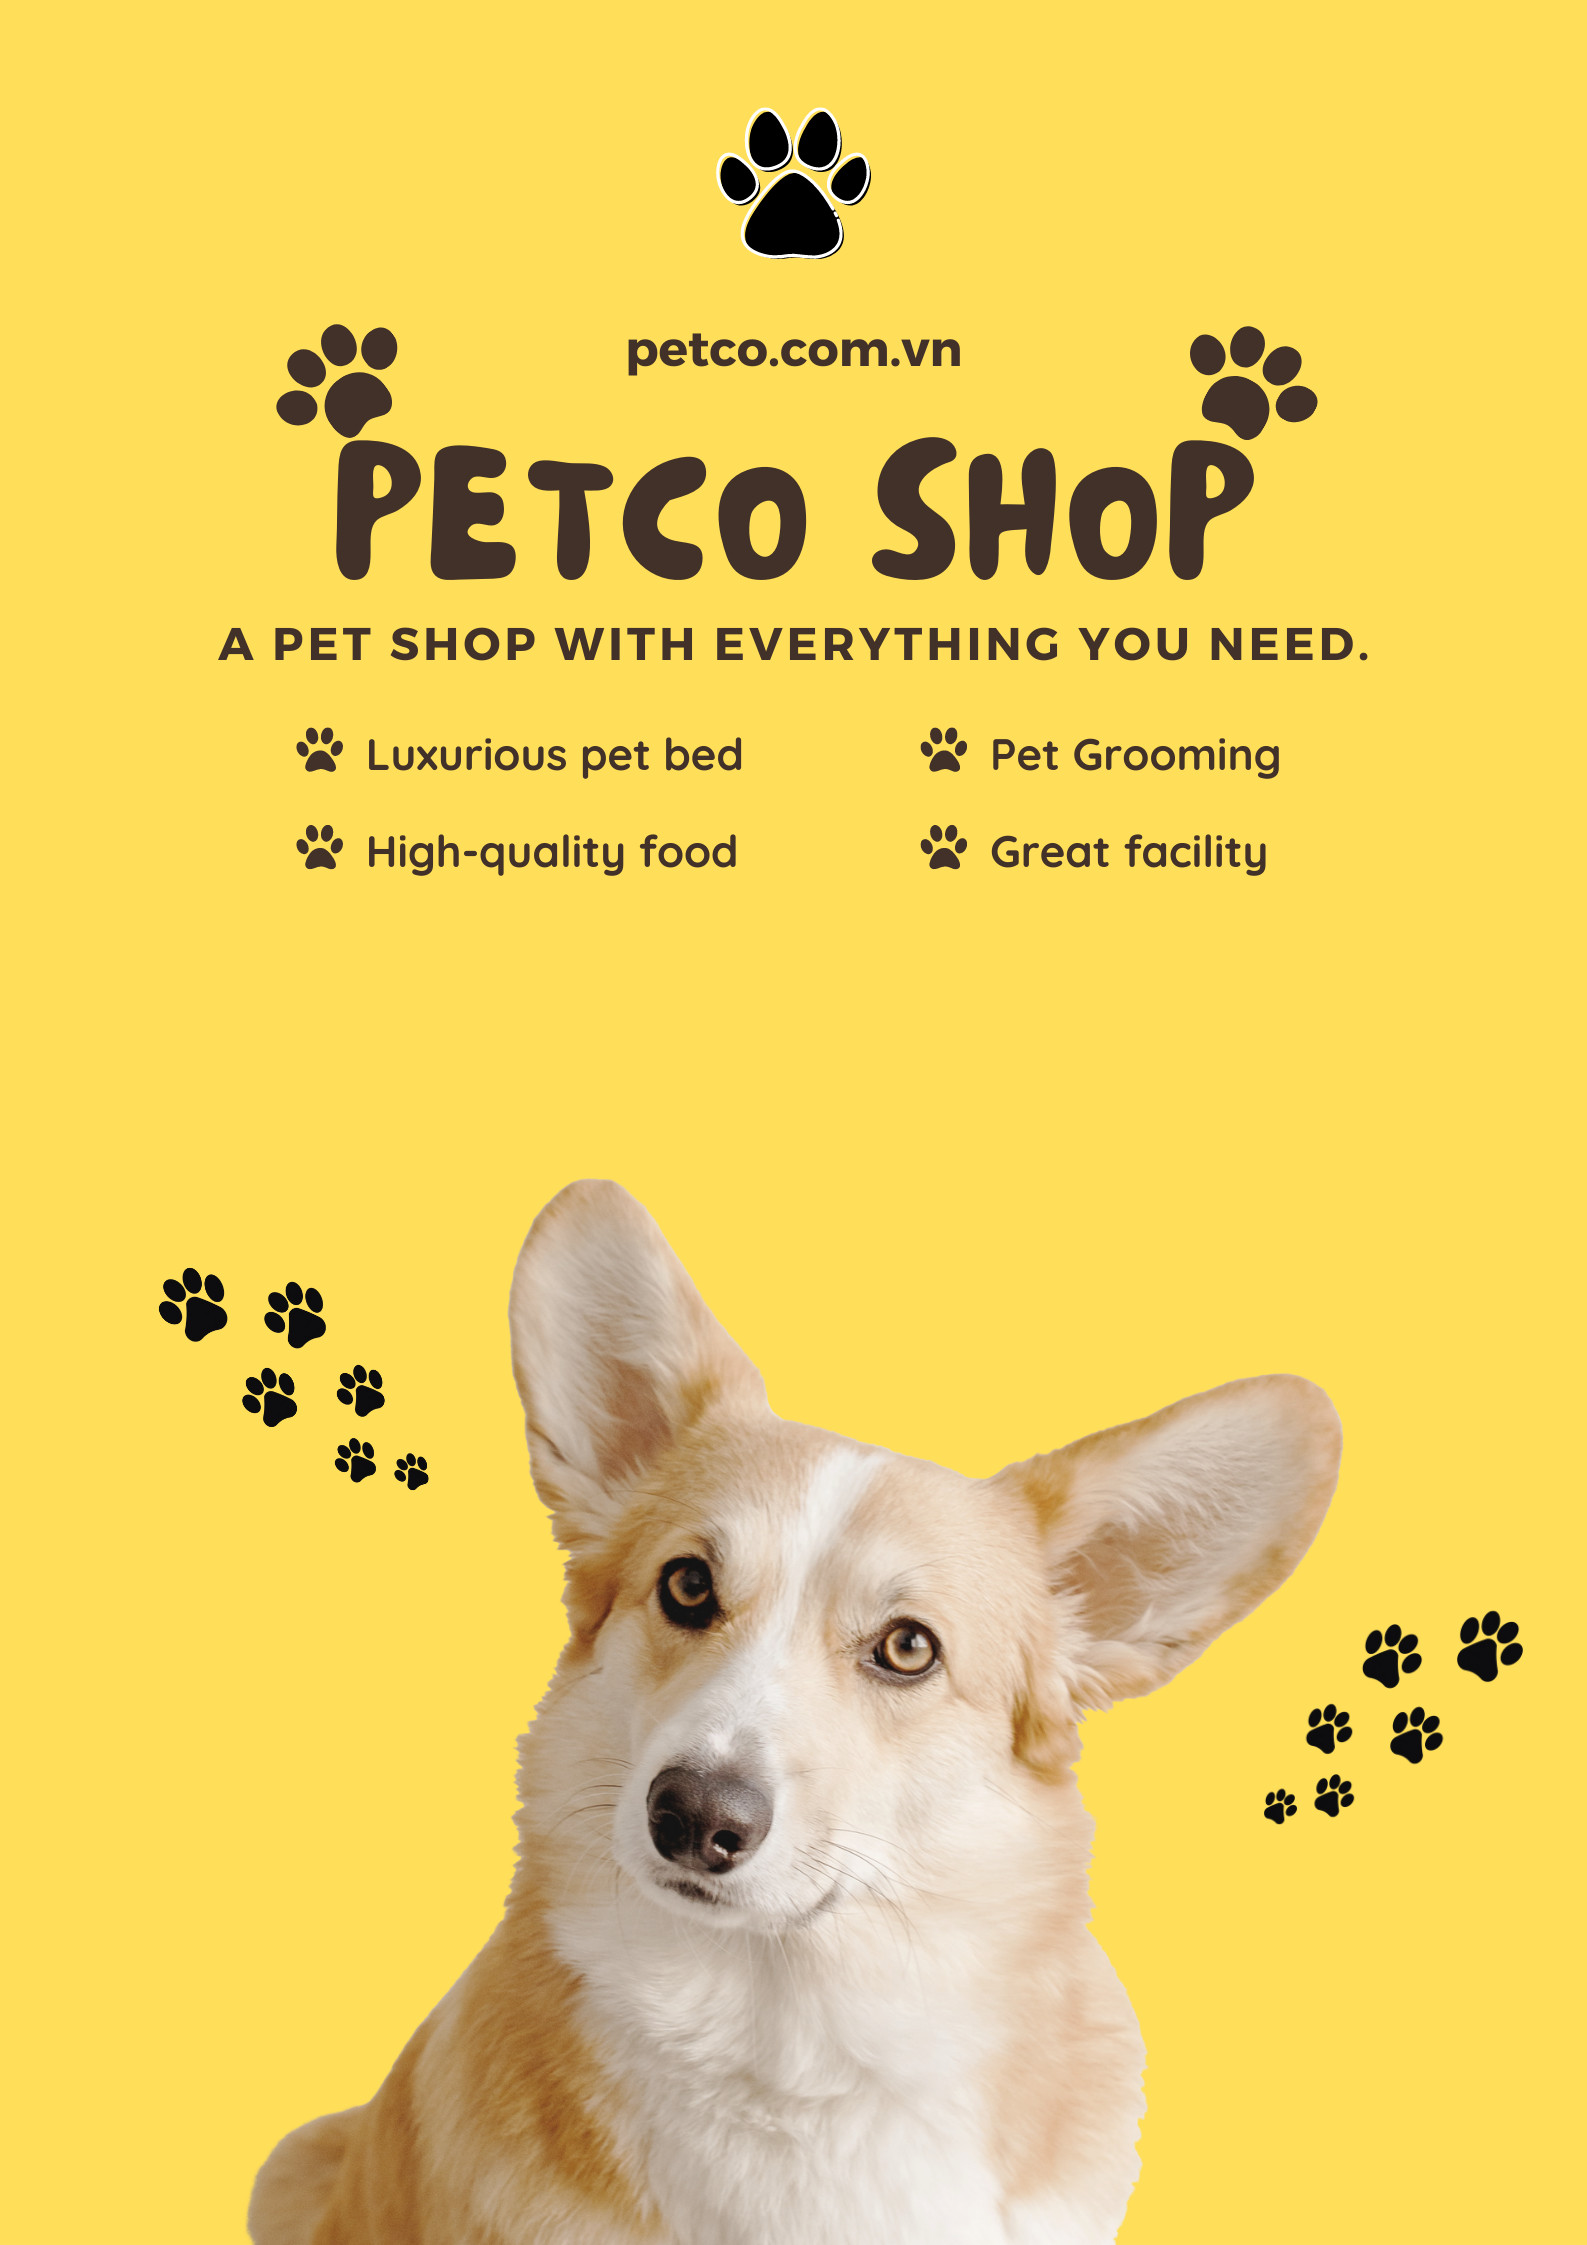 petco.com.vn
PETCO SHOP
A PET SHOP WITH EVERYTHING YOU NEED.
Luxurious pet bed
Pet Grooming
High-quality food
Great facility